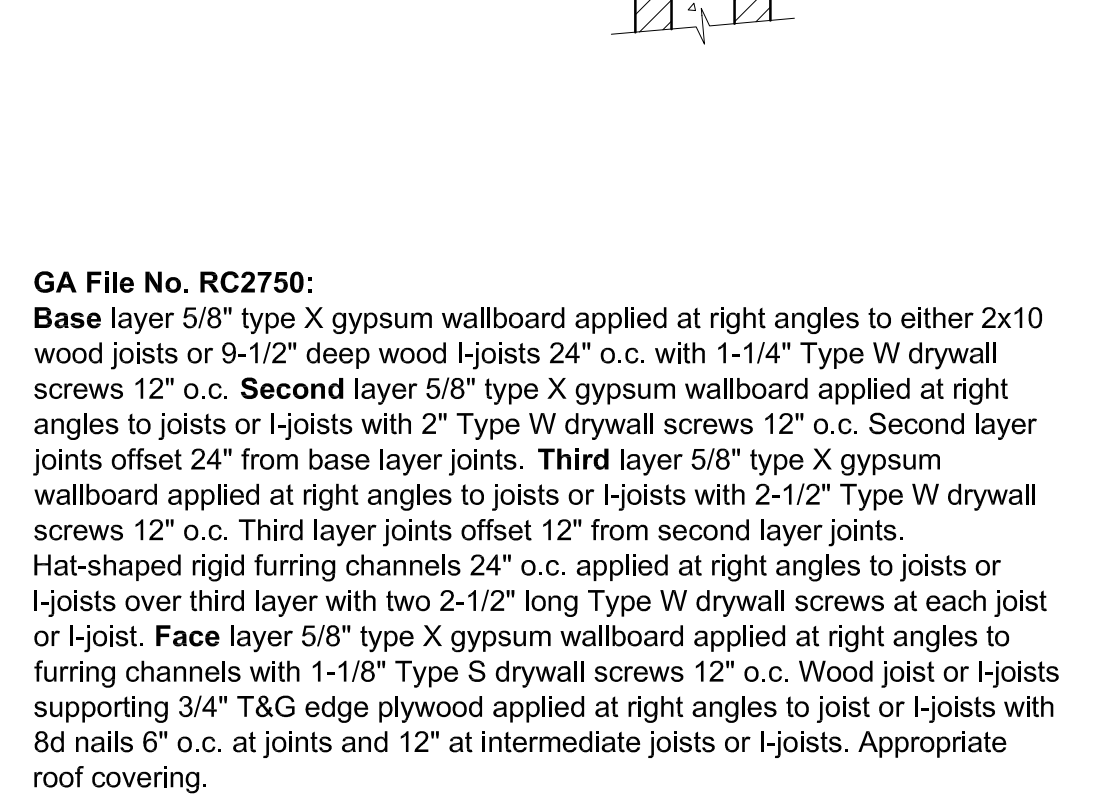 GA File No. RC2750:
Base layer 5/8" type X gypsum wallboard applied at right angles to either 2x10
wood joists or 9-1/2" deep wood I-joists 24" o.c. with 1-1/4" Type W drywall
screws 12" o.c. Second layer 5/8" type X gypsum wallboard applied at right
angles to joists or I-joists with 2" Type W drywall screws 12" o.c. Second layer
joints offset 24" from base layer joints. Third layer 5/8" type X gypsum
wallboard applied at right angles to joists or I-joists with 2-1/2" Type W drywall
screws 12" o.c. Third layer joints offset 12" from second layer joints.
Hat-shaped rigid furring channels 24" o.c. applied at right angles to joists or
I-joists over third layer with two 2-1/2" long Type W drywall screws at each joist
or I-joist. Face layer 5/8" type X gypsum wallboard applied at right angles to
furring channels with 1-1/8" Type S drywall screws 12" o.c. Wood joist or I-joists
supporting 3/4" T&G edge plywood applied at right angles to joist or I-joists with
8d nails 6" o.c. at joints and 12" at intermediate joists or I-joists. Appropriate
roof covering.